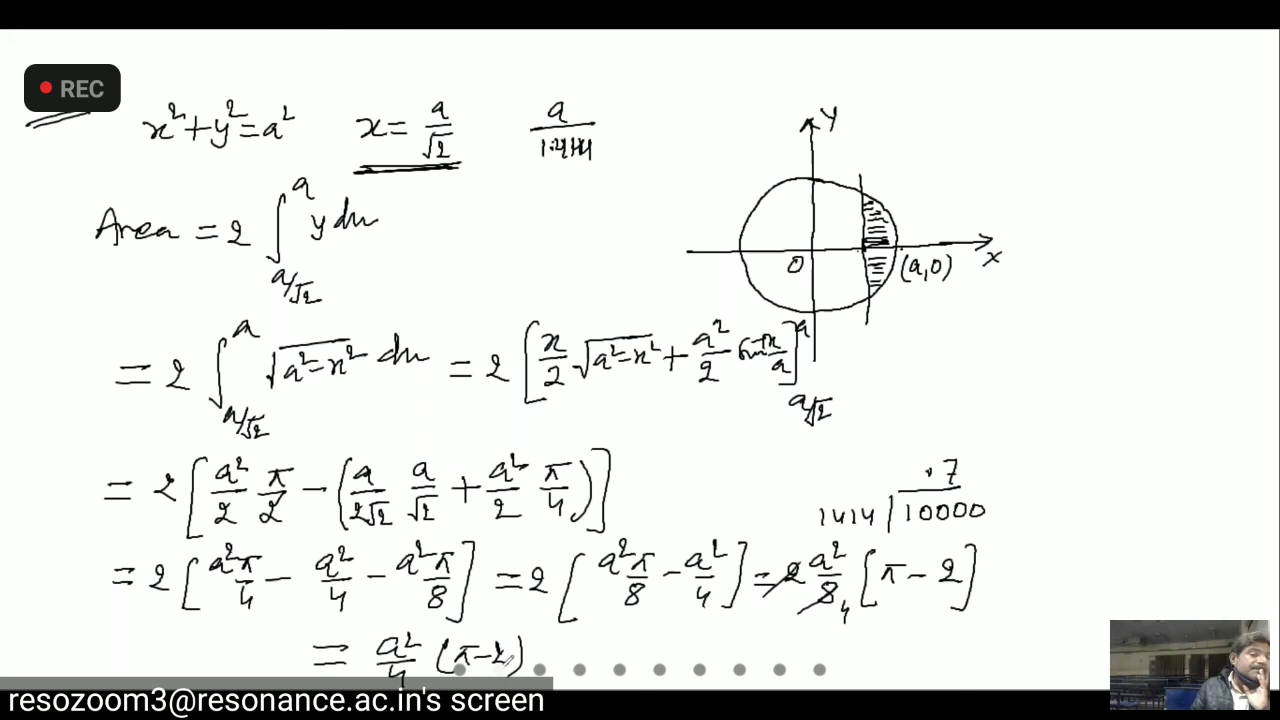 REC
x² + y² = a²   x = a/√2   a/1.414
Y
Area = 2 ∫_{a/√2}^{a} y dx
O   (a,0)   X
= 2 ∫_{a/√2}^{a} √(a²-x²) dx = 2 [ x/2 √(a²-x²) + a²/2 sin⁻¹ x/a ]_{a/√2}^{a}
= 2 [ a²/2 π/2 - ( a/2√2 a/√2 + a²/2 π/4 ) ]
.7
1414 | 10000
= 2 [ a²π/4 - a²/4 - a²π/8 ] = 2 [ a²π/8 - a²/4 ] = 2 a²/8 4 [ π - 2 ]
= a²/4 (π-2)
resozoom3@resonance.ac.in's screen